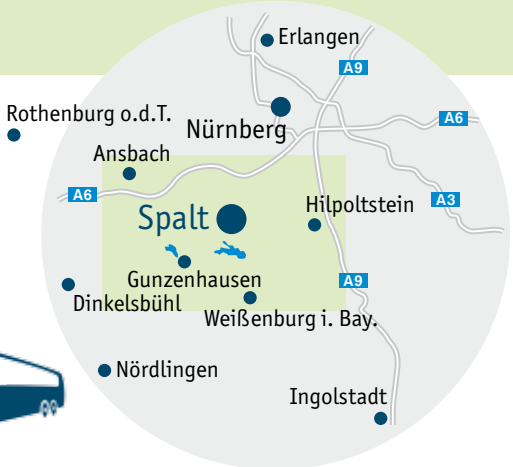 Erlangen
A9
Rothenburg o.d.T.
A6
Nürnberg
Ansbach
A6
A3
Hilpoltstein
Spalt
Gunzenhausen
A9
Dinkelsbühl
Weißenburg i. Bay.
Nördlingen
Ingolstadt